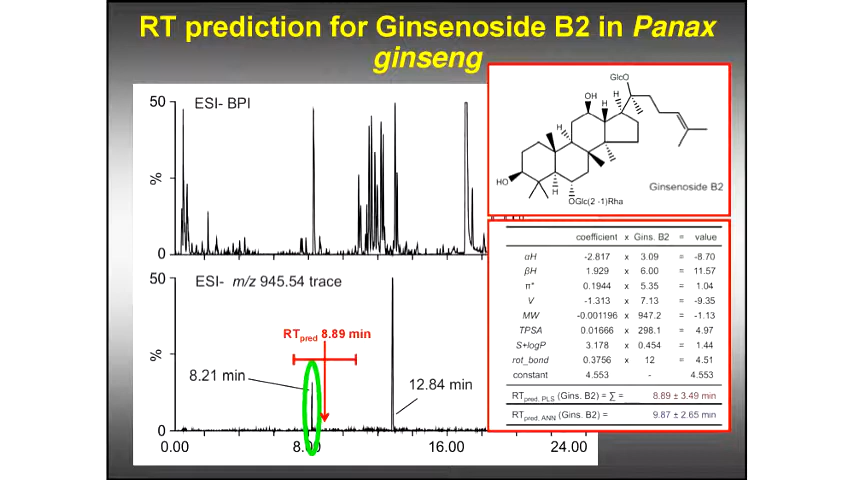 RT prediction for Ginsenoside B2 in Panax
ginseng
50
ESI- BPI
%
0
50
ESI- m/z 945.54 trace
%
0
RTpred 8.89 min
8.21 min
12.84 min
0.00
16.00
24.00
GlcO
OH
H
H
H
HO
H
OGlc(2 -1)Rha
Ginsenoside B2
coefficient x Gins. B2 = value
αH -2.817 x 3.09 = -8.70
βH 1.929 x 6.00 = 11.57
π* 0.1944 x 5.35 = 1.04
V -1.313 x 7.13 = -9.35
MW -0.001196 x 947.2 = -1.13
TPSA 0.01666 x 298.1 = 4.97
S+logP 3.178 x 0.454 = 1.44
rot_bond 0.3756 x 12 = 4.51
constant 4.553 - 4.553
RTpred. PLS (Gins. B2) = ∑ = 8.89 ± 3.49 min
RTpred. ANN (Gins. B2) = 9.87 ± 2.65 min